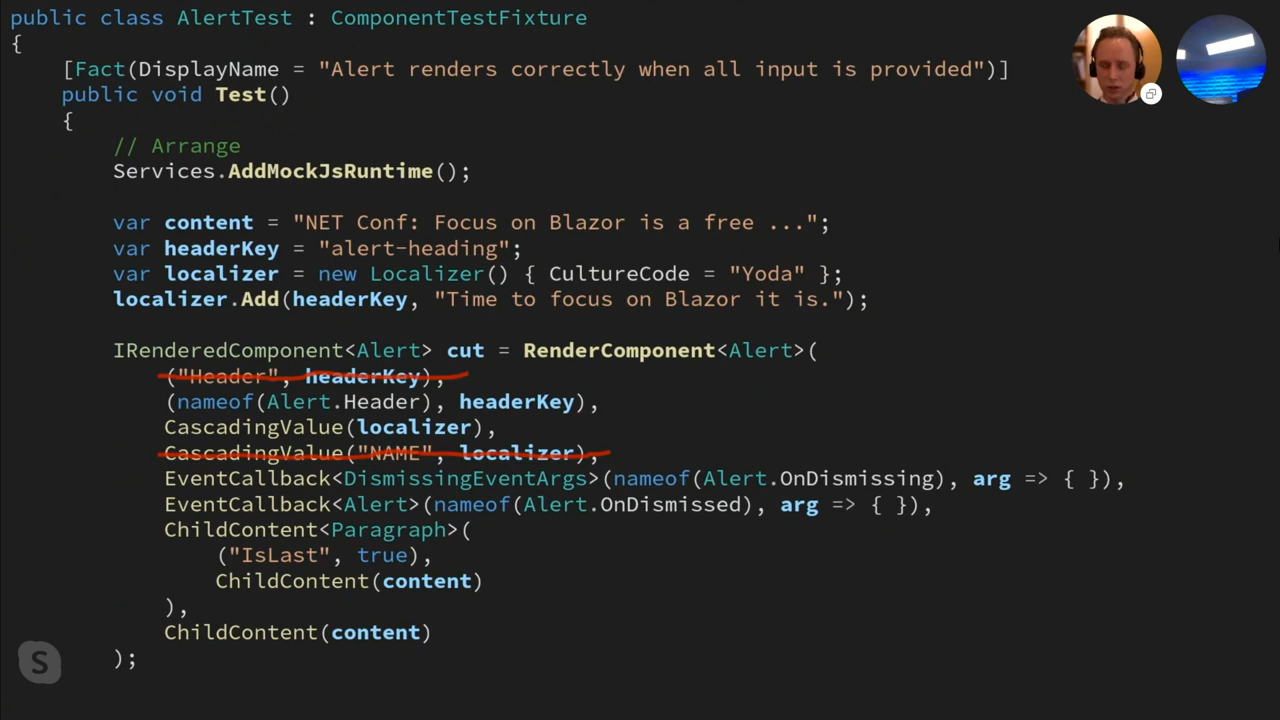 public class AlertTest : ComponentTestFixture
{
[Fact(DisplayName = "Alert renders correctly when all input is provided")]
public void Test()
{
// Arrange
Services.AddMockJsRuntime();
var content = "NET Conf: Focus on Blazor is a free ...";
var headerKey = "alert-heading";
var localizer = new Localizer() { CultureCode = "Yoda" };
localizer.Add(headerKey, "Time to focus on Blazor it is.");
IRenderedComponent<Alert> cut = RenderComponent<Alert>(
("Header", headerKey),
(nameof(Alert.Header), headerKey),
CascadingValue(localizer),
CascadingValue("NAME", localizer),
EventCallback<DismissingEventArgs>(nameof(Alert.OnDismissing), arg => { }),
EventCallback<Alert>(nameof(Alert.OnDismissed), arg => { }),
ChildContent<Paragraph>(
("IsLast", true),
ChildContent(content)
),
ChildContent(content)
);
S